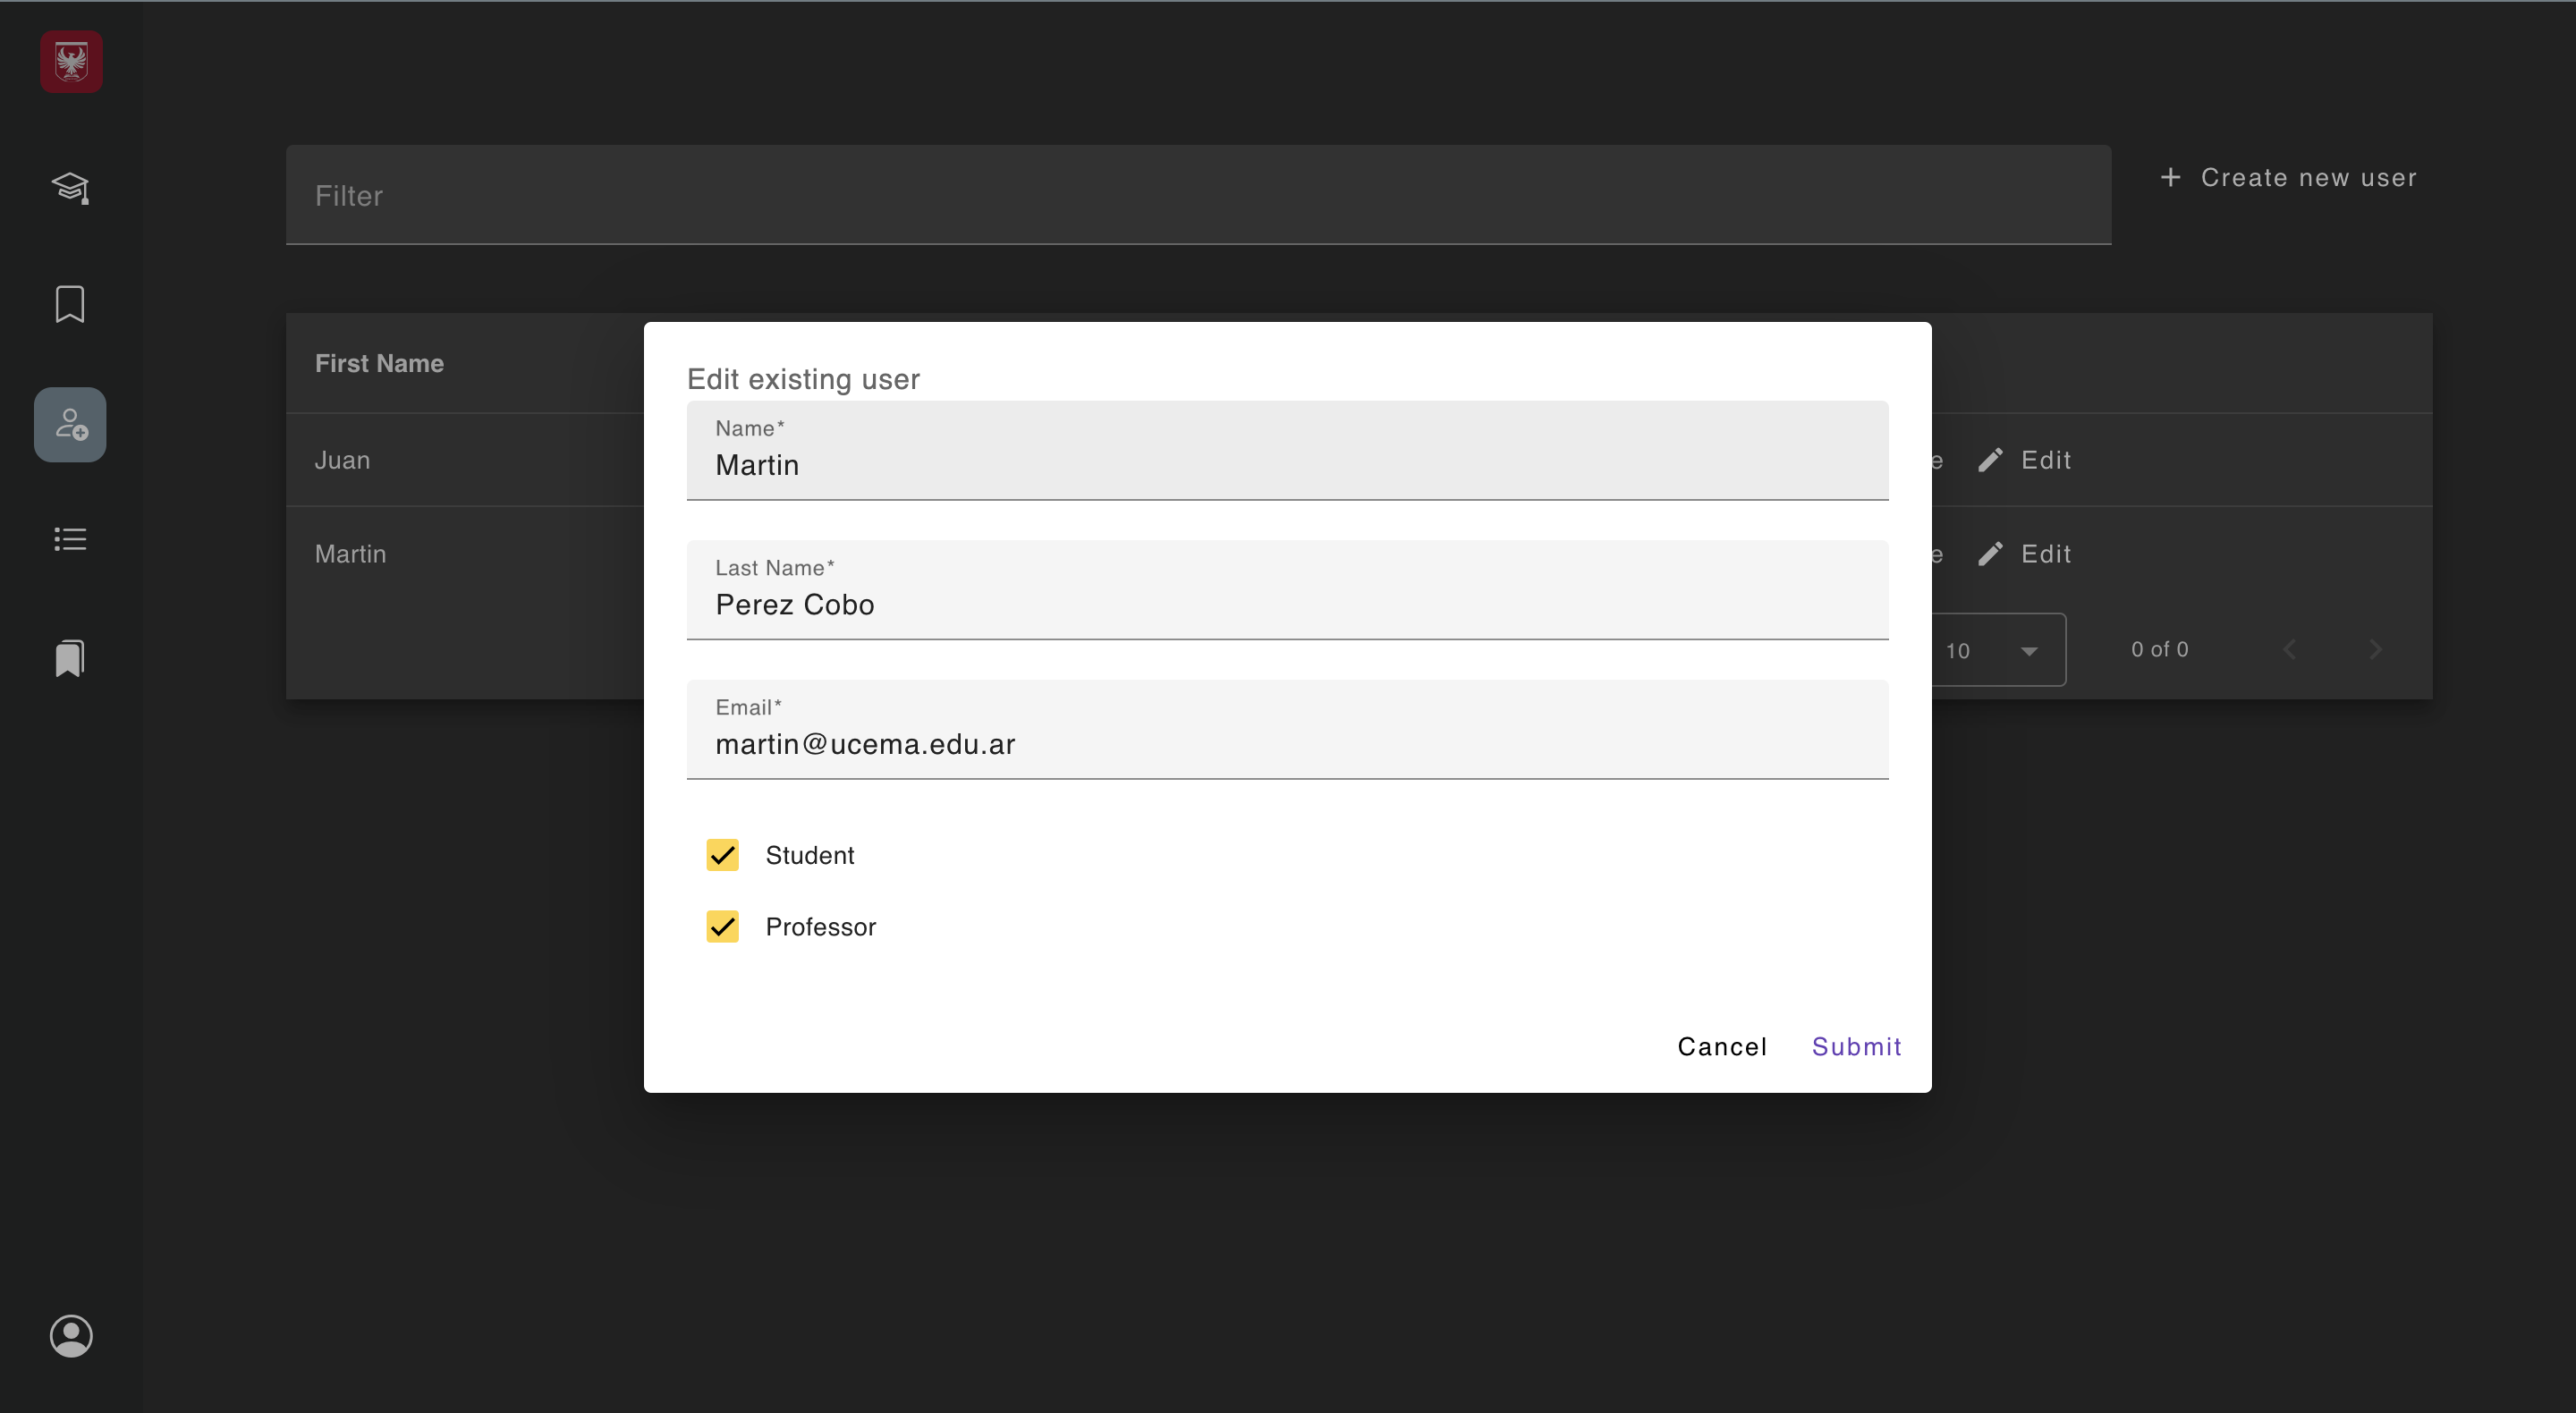 Filter
+ Create new user
First Name
Juan
e Edit
Martin
e Edit
10
0 of 0
Edit existing user
Name*
Martin
Last Name*
Perez Cobo
Email*
martin@ucema.edu.ar
Student
Professor
Cancel
Submit